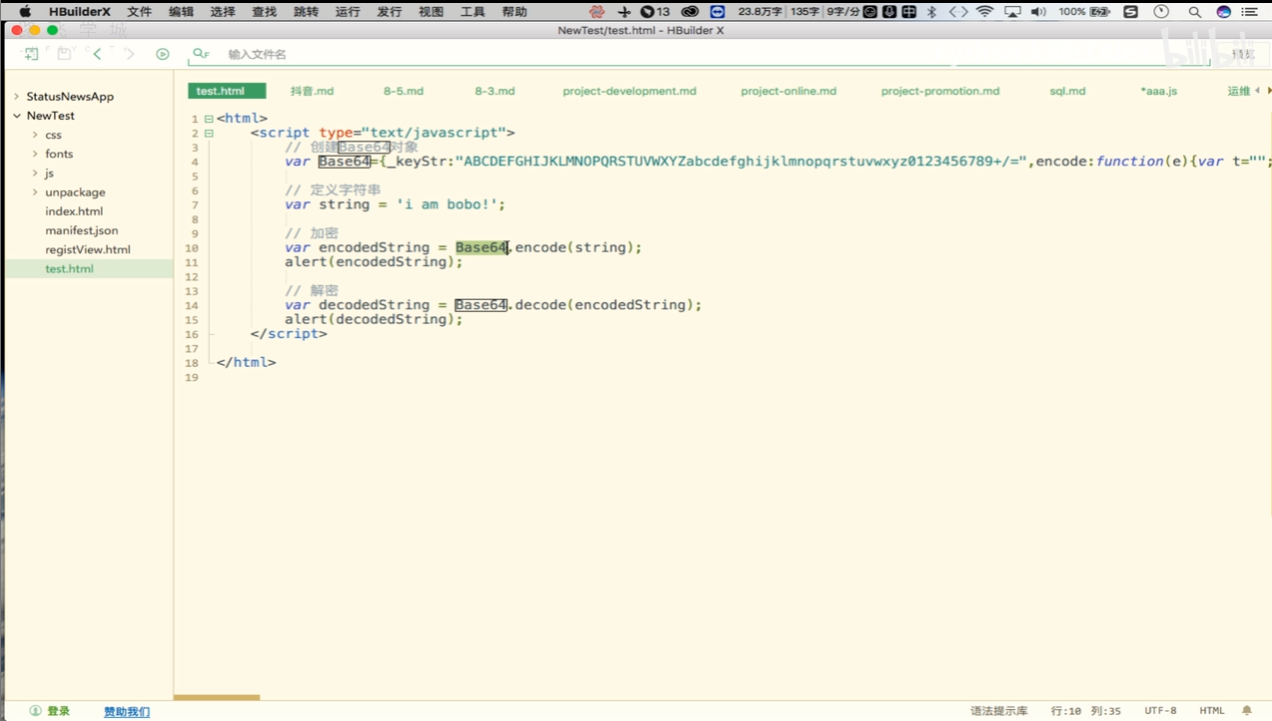 HBuilderX 文件 编辑 选择 查找 跳转 运行 发行 视图 工具 帮助 13 23.8万字 135字 9字/分 100%
NewTest/test.html - HBuilder X
输入文件名 预览
bilibili
学 城
StatusNewsApp
NewTest
css
fonts
js
unpackage
index.html
manifest.json
registView.html
test.html
test.html 抖音.md 8-5.md 8-3.md project-development.md project-online.md project-promotion.md sql.md *aaa.js 运维
1 <html>
2 <script type="text/javascript">
3 // 创建Base64对象
4 var Base64={_keyStr:"ABCDEFGHIJKLMNOPQRSTUVWXYZabcdefghijklmnopqrstuvwxyz0123456789+/=",encode:function(e){var t="";
5
6 // 定义字符串
7 var string = 'i am bobo!';
8
9 // 加密
10 var encodedString = Base64.encode(string);
11 alert(encodedString);
12
13 // 解密
14 var decodedString = Base64.decode(encodedString);
15 alert(decodedString);
16 </script>
17
18 </html>
19
登录 赞助我们 语法提示库 行:10 列:35 UTF-8 HTML